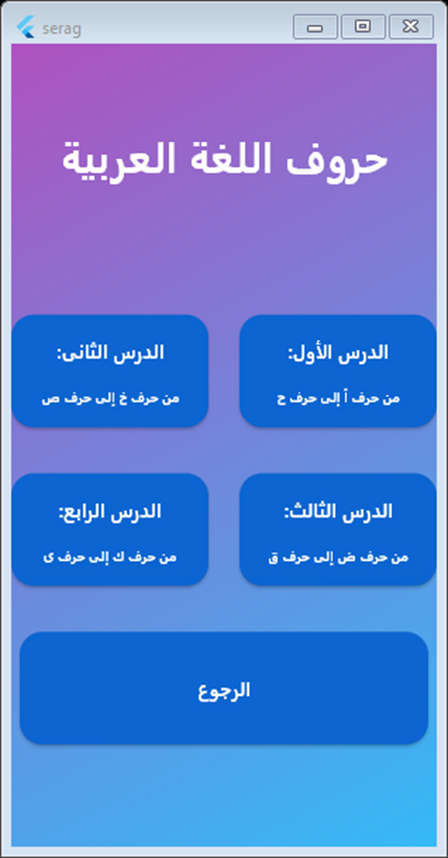 serag
حروف اللغة العربية
الدرس الأول:
من حرف أ إلى حرف ح
الدرس الثانى:
من حرف خ إلى حرف ص
الدرس الثالث:
من حرف ض إلى حرف ق
الدرس الرابع:
من حرف ك إلى حرف ى
الرجوع